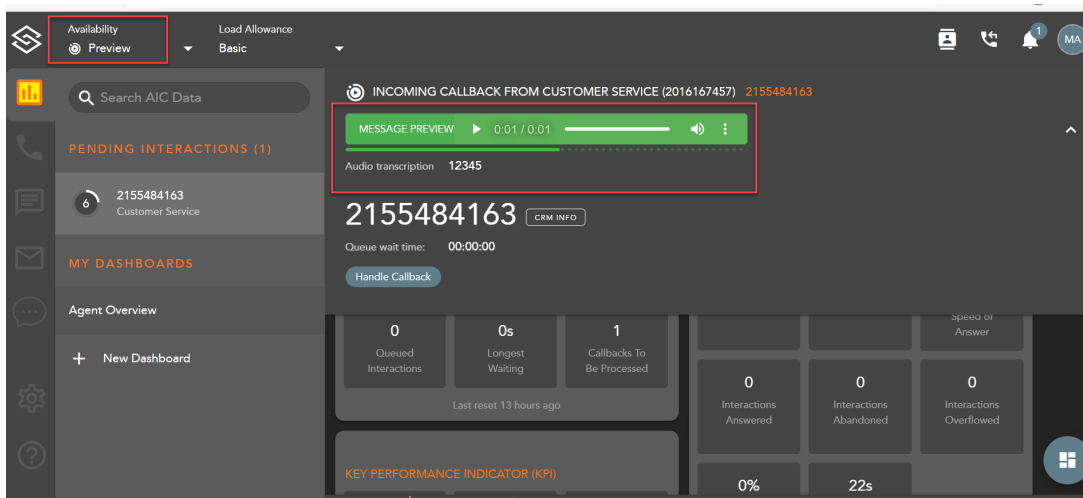 Availability
Preview
Load Allowance
Basic
1
MA
Search AIC Data
PENDING INTERACTIONS (1)
6
2155484163
Customer Service
MY DASHBOARDS
Agent Overview
+ New Dashboard
INCOMING CALLBACK FROM CUSTOMER SERVICE (2016167457) 2155484163
MESSAGE PREVIEW 0:01 / 0:01
Audio transcription 12345
2155484163 CRM INFO
Queue wait time: 00:00:00
Handle Callback
0
Queued
Interactions
0s
Longest
Waiting
1
Callbacks To
Be Processed
Last reset 13 hours ago
KEY PERFORMANCE INDICATOR (KPI)
Speed of
Answer
0
Interactions
Answered
0
Interactions
Abandoned
0
Interactions
Overflowed
0%
22s